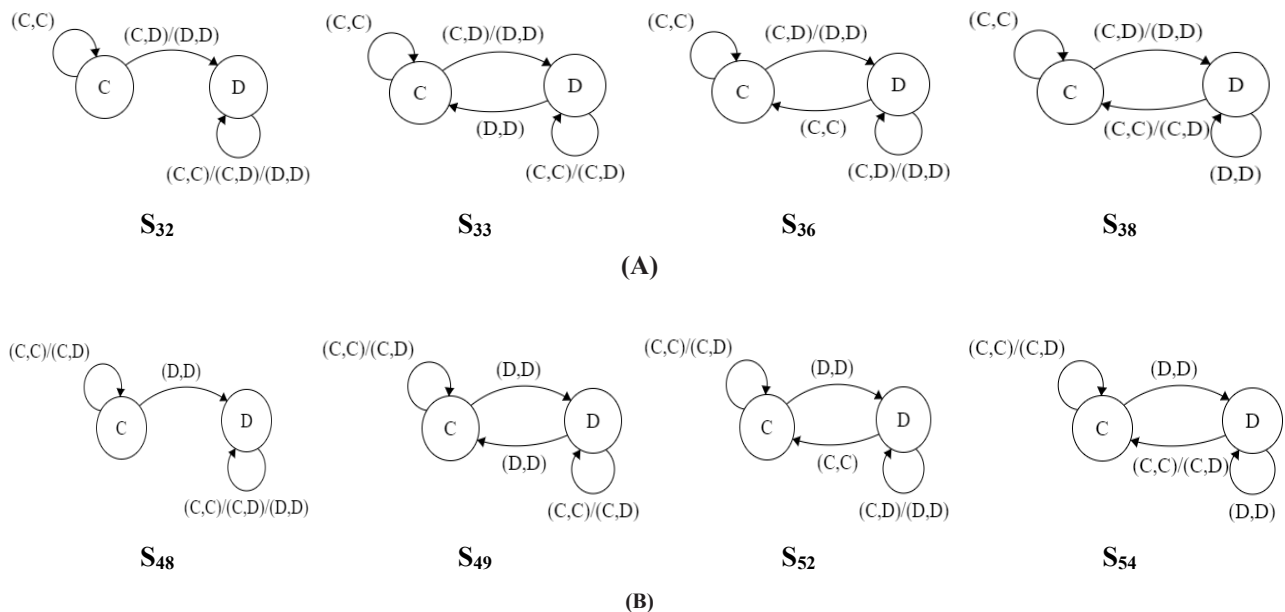 (C,C) (C,D)/(D,D) (C,C) (C,D)/(D,D) (C,C) (C,D)/(D,D) (C,C) (C,D)/(D,D)
C D C D C D C D
(D,D) (C,C) (C,C)/(C,D)
(C,C)/(C,D)/(D,D) (C,C)/(C,D) (C,D)/(D,D) (D,D)
S32 S33 S36 S38
(A)
(C,C)/(C,D) (D,D) (C,C)/(C,D) (D,D) (C,C)/(C,D) (D,D) (C,C)/(C,D) (D,D)
C D C D C D C D
(D,D) (C,C) (C,C)/(C,D)
(C,C)/(C,D)/(D,D) (C,C)/(C,D) (C,D)/(D,D) (D,D)
S48 S49 S52 S54
(B)